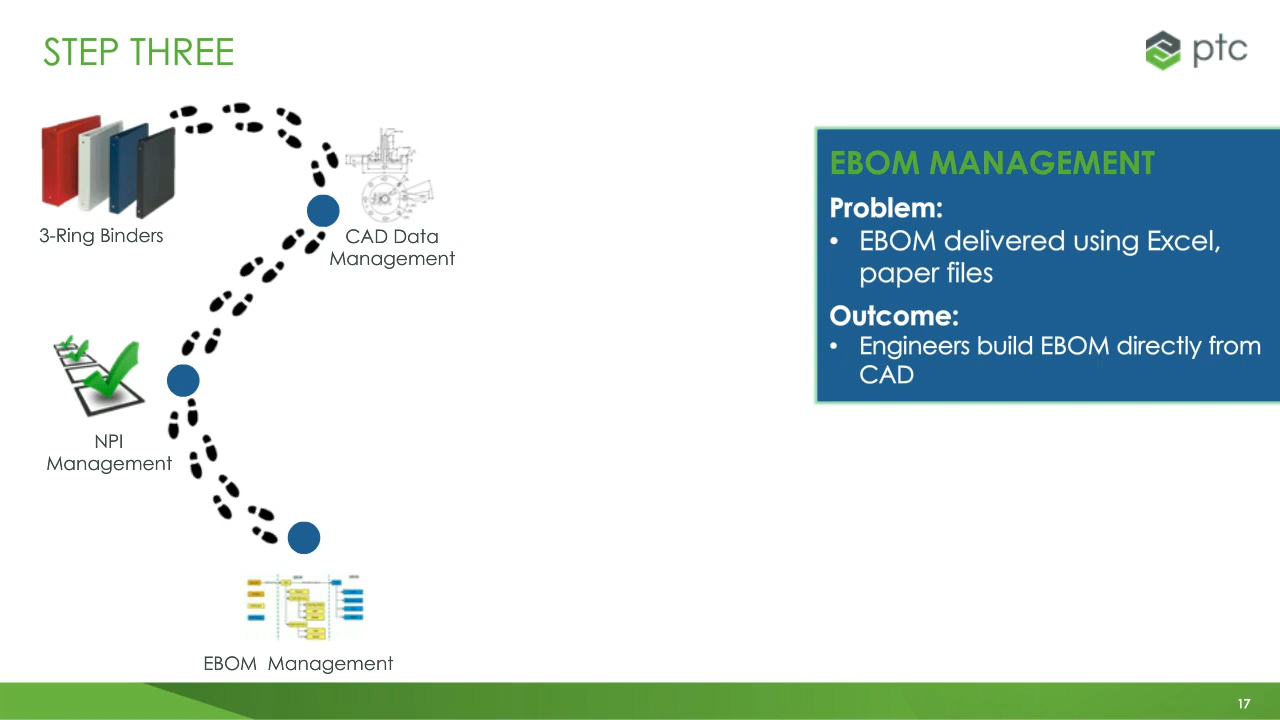 STEP THREE
ptc
3-Ring Binders
CAD Data
Management
NPI
Management
EBOM Management
EBOM MANAGEMENT
Problem:
• EBOM delivered using Excel,
paper files
Outcome:
• Engineers build EBOM directly from
CAD
17